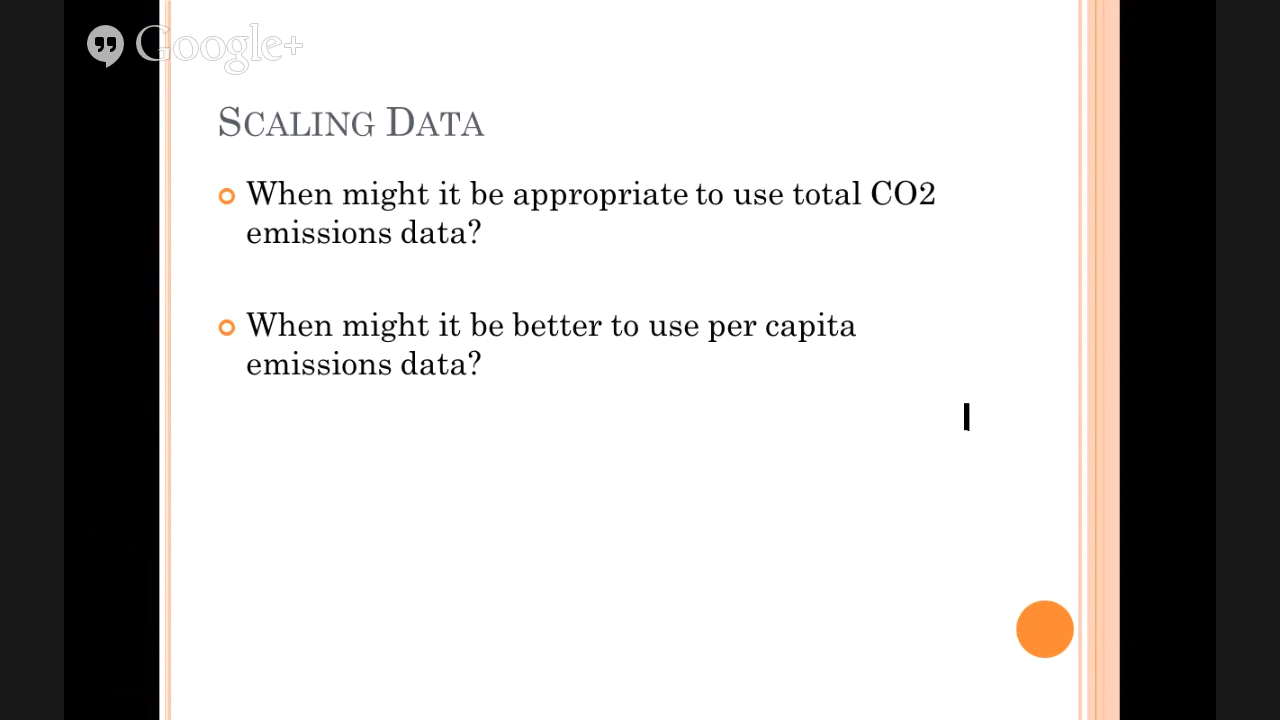 Google+
SCALING DATA
When might it be appropriate to use total CO2
emissions data?
When might it be better to use per capita
emissions data?